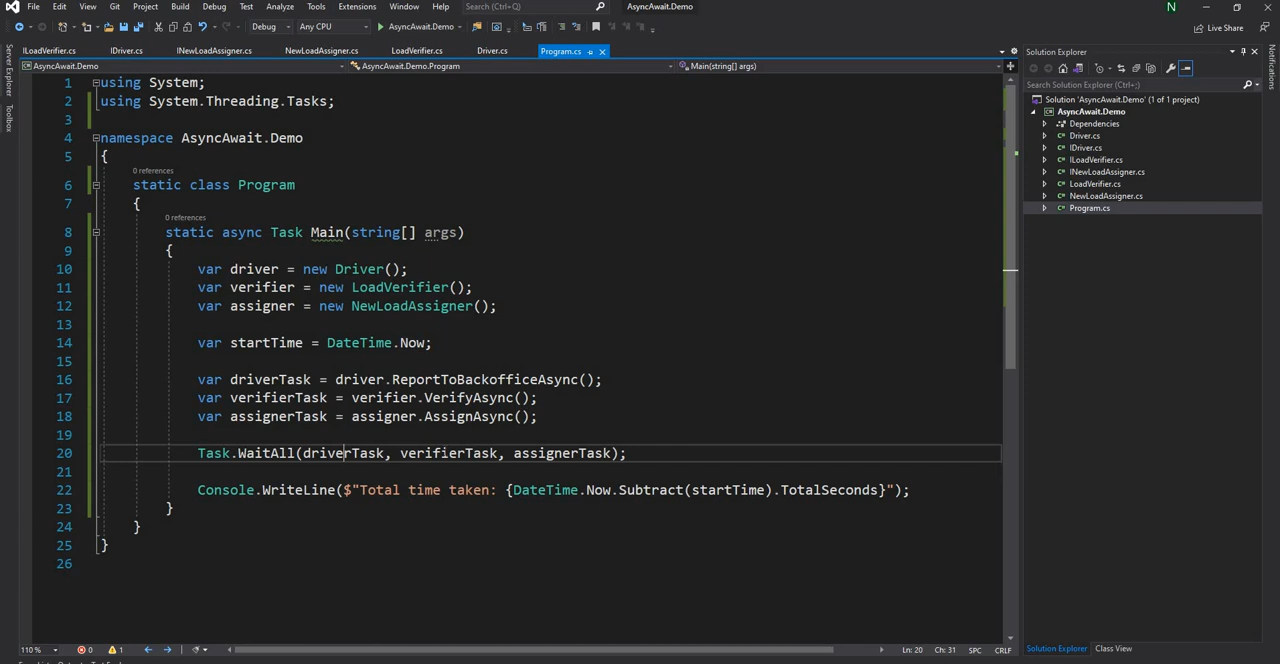 File Edit View Git Project Build Debug Test Analyze Tools Extensions Window Help Search (Ctrl+Q) AsyncAwait.Demo N
Debug Any CPU AsyncAwait.Demo Live Share
ILoadVerifier.cs IDriver.cs INewLoadAssigner.cs NewLoadAssigner.cs LoadVerifier.cs Driver.cs Program.cs
AsyncAwait.Demo AsyncAwait.Demo.Program Main(string[] args)
Server Explorer
Toolbox
1 using System;
2 using System.Threading.Tasks;
3
4 namespace AsyncAwait.Demo
5 {
0 references
6 static class Program
7 {
0 references
8 static async Task Main(string[] args)
9 {
10 var driver = new Driver();
11 var verifier = new LoadVerifier();
12 var assigner = new NewLoadAssigner();
13
14 var startTime = DateTime.Now;
15
16 var driverTask = driver.ReportToBackofficeAsync();
17 var verifierTask = verifier.VerifyAsync();
18 var assignerTask = assigner.AssignAsync();
19
20 Task.WaitAll(driverTask, verifierTask, assignerTask);
21
22 Console.WriteLine($"Total time taken: {DateTime.Now.Subtract(startTime).TotalSeconds}");
23 }
24 }
25 }
26
110 % 0 1 Ln: 20 Ch: 31 SPC CRLF
Solution Explorer
Search Solution Explorer (Ctrl+;)
Solution 'AsyncAwait.Demo' (1 of 1 project)
AsyncAwait.Demo
Dependencies
Driver.cs
IDriver.cs
ILoadVerifier.cs
INewLoadAssigner.cs
LoadVerifier.cs
NewLoadAssigner.cs
Program.cs
Solution Explorer Class View
Notifications